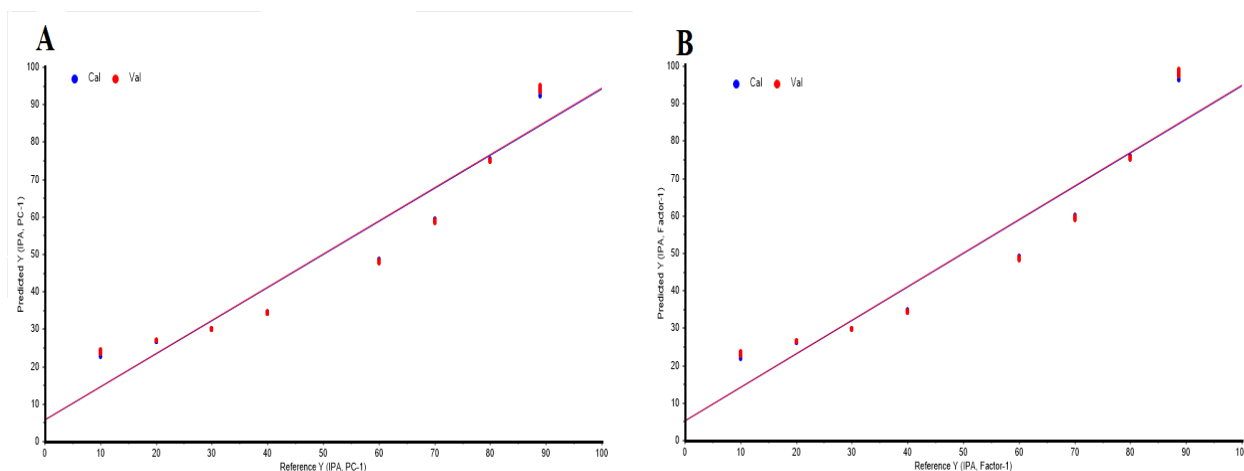 A
Cal Val
Predicted Y (IPA, PC-1)
100
90
80
70
60
50
40
30
20
10
0
0 10 20 30 40 50 60 70 80 90 100
Reference Y (IPA, PC-1)
B
Cal Val
Predicted Y (IPA, Factor-1)
100
90
80
70
60
50
40
30
20
10
0
0 10 20 30 40 50 60 70 80 90 100
Reference Y (IPA, Factor-1)